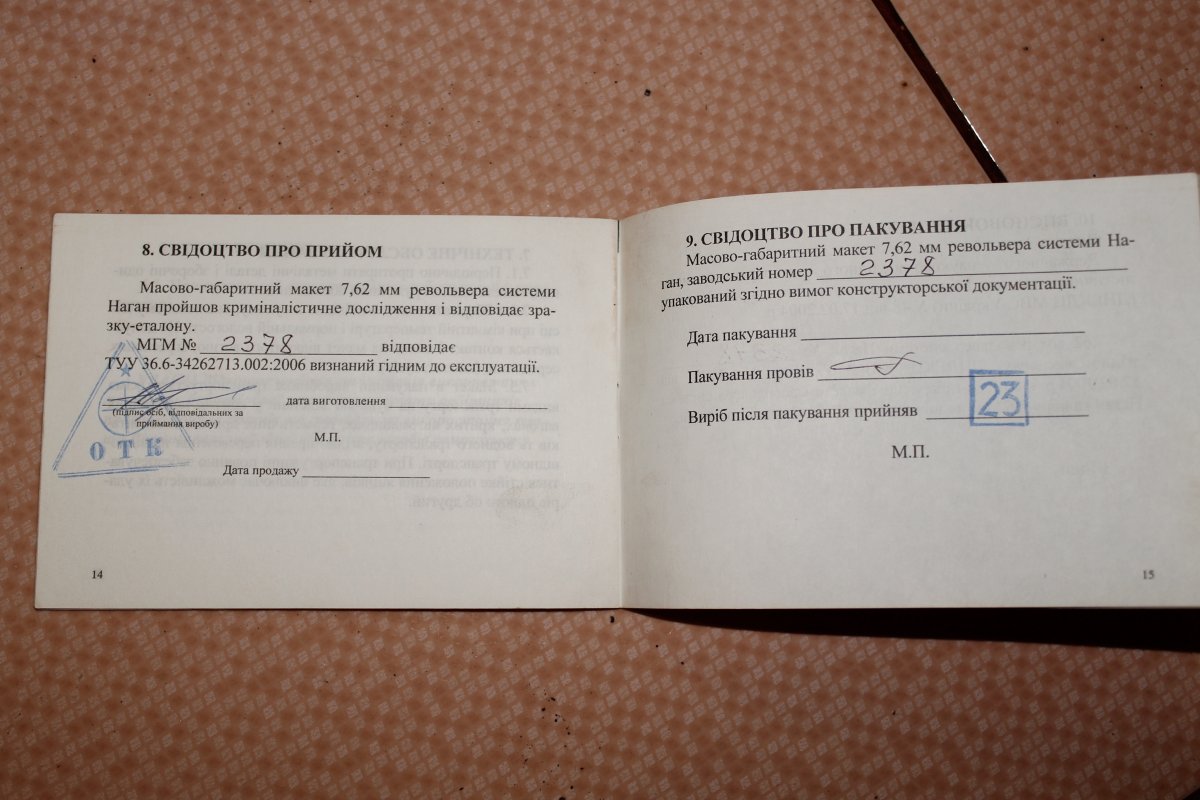 8. СВІДОЦТВО ПРО ПРИЙОМ
Масово-габаритний макет 7,62 мм револьвера системи
Наган пройшов криміналістичне дослідження і відповідає зра-
зку-еталону.
МГМ № 2378 відповідає
ТУУ 36.6-34262713.002:2006 визнаний гідним до експлуатації.
дата виготовлення
(підпис осіб, відповідальних за
приймання виробу)
М.П.
ОТК
Дата продажу
14
9. СВІДОЦТВО ПРО ПАКУВАННЯ
Масово-габаритний макет 7,62 мм револьвера системи На-
ган, заводський номер 2378
упакований згідно вимог конструкторської документації.
Дата пакування
Пакування провів
Виріб після пакування прийняв 23
М.П.
15